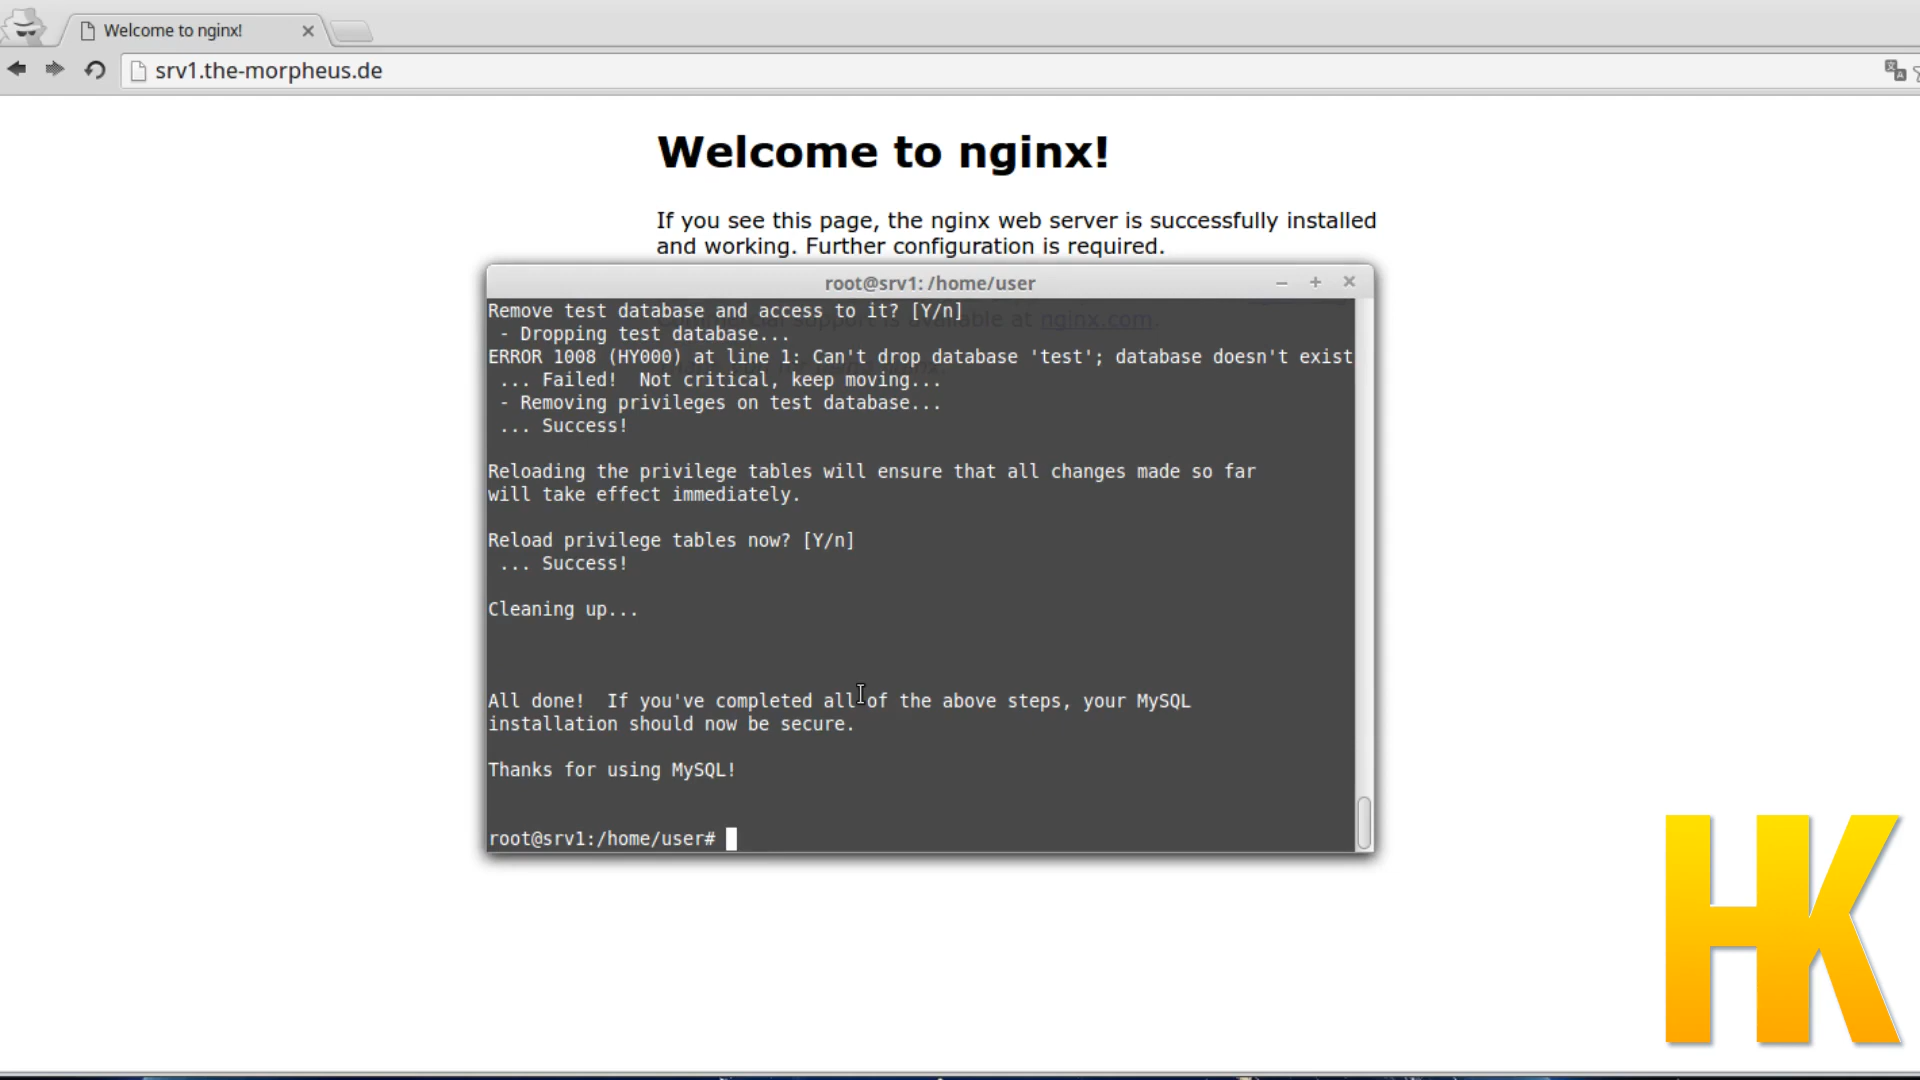 Welcome to nginx!
srv1.the-morpheus.de
Welcome to nginx!
If you see this page, the nginx web server is successfully installed
and working. Further configuration is required.
root@srv1: /home/user
Remove test database and access to it? [Y/n]
support is available at nginx.com.
- Dropping test database...
ERROR 1008 (HY000) at line 1: Can't drop database 'test'; database doesn't exist
... Failed!  Not critical, keep moving...
- Removing privileges on test database...
... Success!
Reloading the privilege tables will ensure that all changes made so far
will take effect immediately.
Reload privilege tables now? [Y/n]
... Success!
Cleaning up...
All done!  If you've completed all of the above steps, your MySQL
installation should now be secure.
Thanks for using MySQL!
root@srv1:/home/user#
HK